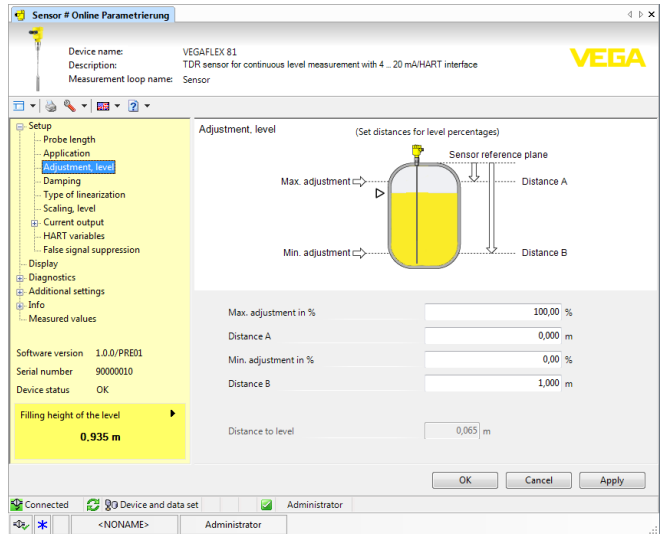 Sensor # Online Parametrierung
Device name: VEGAFLEX 81
Description: TDR sensor for continuous level measurement with 4 .. 20 mA/HART interface
Measurement loop name: Sensor
VEGA
Setup
Probe length
Application
Adjustment, level
Damping
Type of linearization
Scaling, level
Current output
HART variables
False signal suppression
Display
Diagnostics
Additional settings
Info
Measured values
Software version 1.0.0/PRE01
Serial number 90000010
Device status OK
Filling height of the level
0,935 m
Adjustment, level
(Set distances for level percentages)
Sensor reference plane
Max. adjustment
Distance A
Min. adjustment
Distance B
Max. adjustment in % 100,00 %
Distance A 0,000 m
Min. adjustment in % 0,00 %
Distance B 1,000 m
Distance to level 0,065 m
OK Cancel Apply
Connected Device and data set Administrator
<NONAME> Administrator